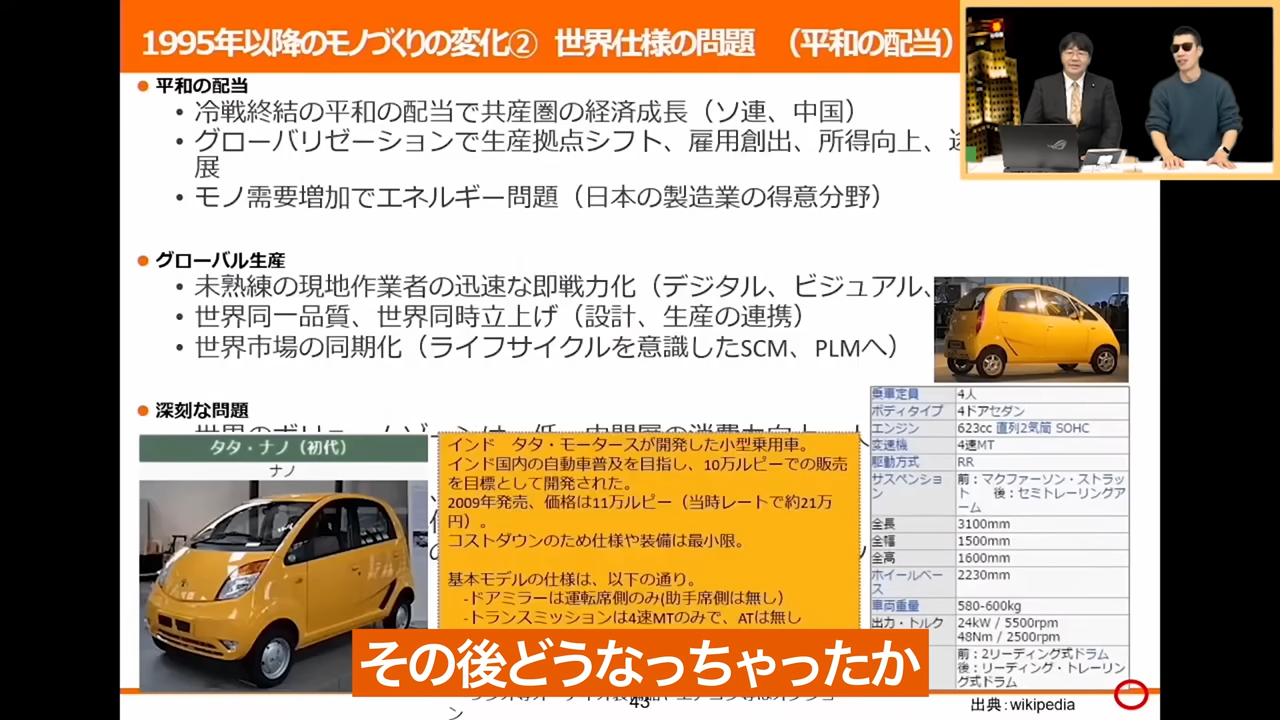 1995年以降のモノづくりの変化② 世界仕様の問題 （平和の配当）
平和の配当
・冷戦終結の平和の配当で共産圏の経済成長（ソ連、中国）
・グローバリゼーションで生産拠点シフト、雇用創出、所得向上、
展
・モノ需要増加でエネルギー問題（日本の製造業の得意分野）
グローバル生産
・未熟練の現地作業者の迅速な即戦力化（デジタル、ビジュアル、
・世界同一品質、世界同時立上げ（設計、生産の連携）
・世界市場の同期化（ライフサイクルを意識したSCM、PLMへ）
深刻な問題
タタ・ナノ（初代）
ナノ
インド タタ・モータースが開発した小型乗用車。
インド国内の自動車普及を目指し、10万ルピーでの販売
を目標として開発された。
2009年発売、価格は11万ルピー（当時レートで約21万
円）。
コストダウンのため仕様や装備は最小限。
基本モデルの仕様は、以下の通り。
-ドアミラーは運転席側のみ(助手席側は無し）
-トランスミッションは4速MTのみで、ATは無し
乗車定員 4人
ボディタイプ 4ドアセダン
エンジン 623cc 直列2気筒 SOHC
変速機 4速MT
駆動方式 RR
サスペンション 前：マクファーソン・ストラット 後：セミトレーリングアーム
全長 3100mm
全幅 1500mm
全高 1600mm
ホイールベース 2230mm
車両重量 580-600kg
出力・トルク 24kW / 5500rpm
48Nm / 2500rpm
前：2リーディング式ドラム
後：リーディング・トレーリング式ドラム
その後どうなっちゃったか
43
出典：wikipedia